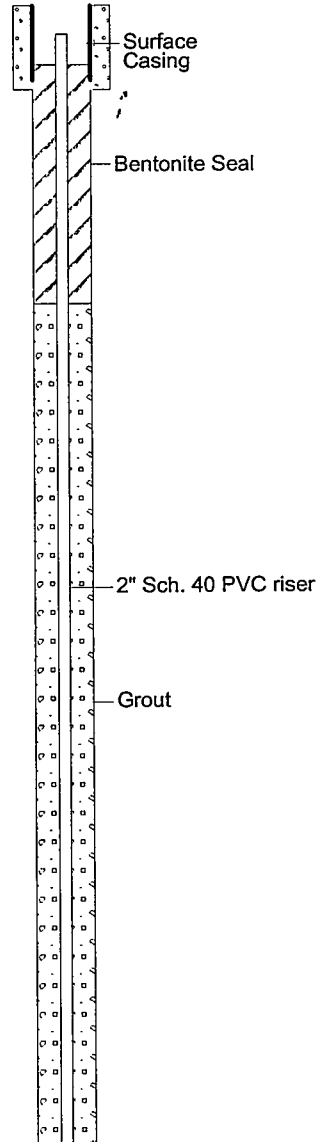 Surface
Casing
Bentonite Seal
2" Sch. 40 PVC riser
Grout